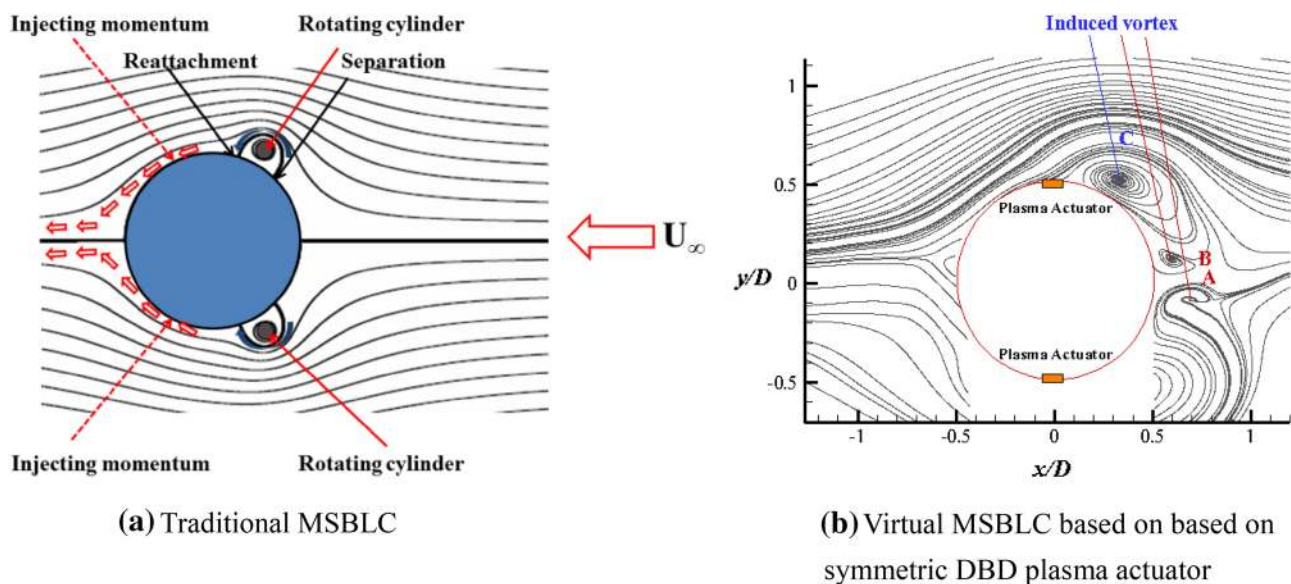 Injecting momentum
Rotating cylinder
Reattachment
Separation
U∞
Injecting momentum
Rotating cylinder
(a) Traditional MSBLC
Induced vortex
1
C
0.5
Plasma Actuator
B
A
y/D
0
Plasma Actuator
-0.5
-1
-0.5
0
0.5
1
x/D
(b) Virtual MSBLC based on based on
symmetric DBD plasma actuator